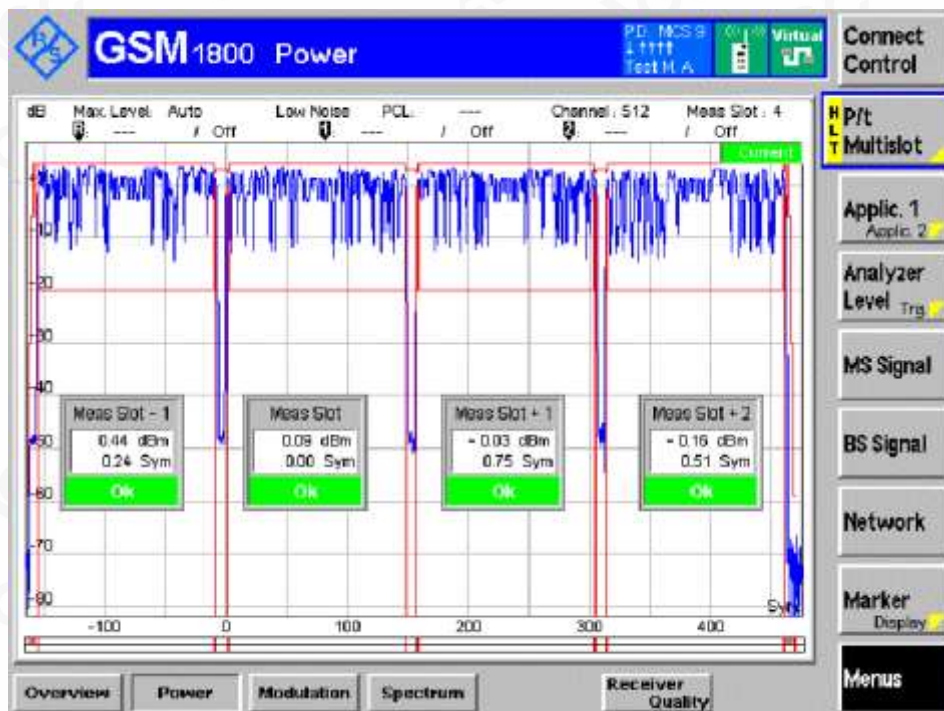 R S
GSM 1800 Power
PD: MCS 9
↓ ↑↑↑↑
Test M. A
Virtual
Connect
Control
dB Max. Level: Auto Low Noise PCL: --- Channel: 512 Meas Slot: 4
R: --- / Off 1 --- / Off 2: --- / Off
HLT
P/t
Multislot
Current
Applic. 1
Applic. 2
Analyzer
Level Trg
MS Signal
BS Signal
Network
Marker
Display
Menus
-10
-20
-30
-40
Meas Slot - 1
0.44 dBm
0.24 Sym
Ok
Meas Slot
0.09 dBm
0.00 Sym
Ok
Meas Slot + 1
- 0.03 dBm
0.75 Sym
Ok
Meas Slot + 2
- 0.16 dBm
0.51 Sym
Ok
-50
-60
-70
-80
-100 0 100 200 300 400
Overview
Power
Modulation
Spectrum
Receiver
Quality